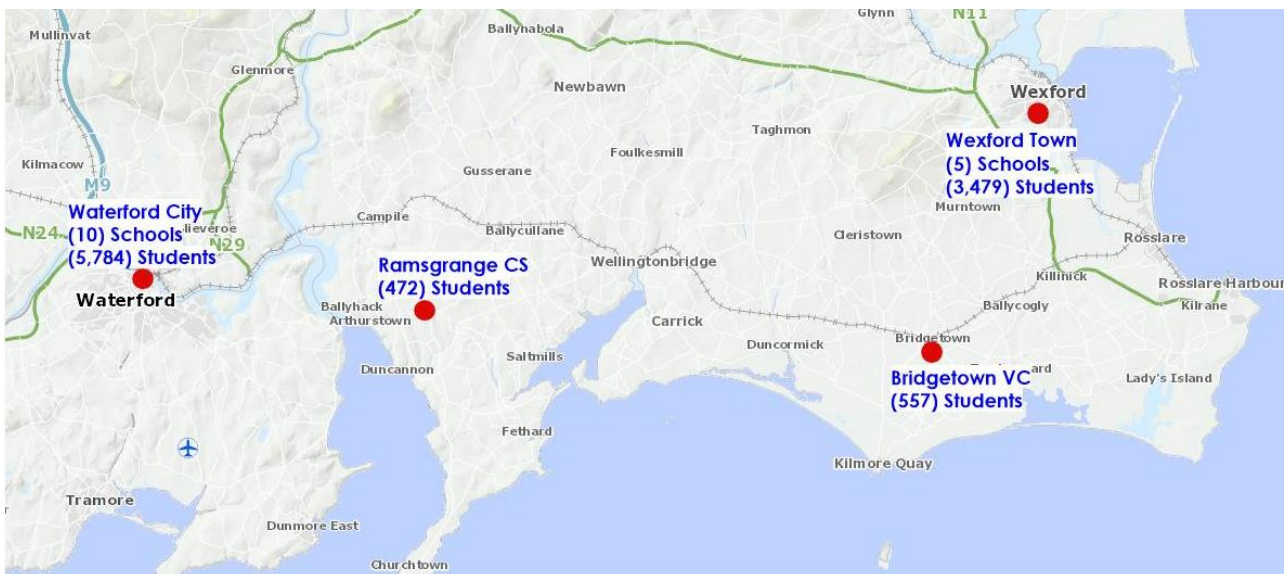 Mullinvat
Ballynabola
Glynn
N11
Glenmore
Newbawn
Wexford
Taghmon
Wexford Town
(5) Schools
(3,479) Students
Kilmacow
Foulkesmill
Gusserane
M9
Waterford City
(10) Schools
(5,784) Students
N24
N29
Campile
Ballycullane
Murntown
Cleristown
Rosslare
Ramsgrange CS
(472) Students
Wellingtonbridge
Killinick
Rosslare Harbour
Waterford
Ballyhack
Arthurstown
Ballycogly
Kilrane
Carrick
Bridgetown
Duncormick
Saltmills
Duncannon
Bridgetown VC
(557) Students
Lady's Island
Fethard
Kilmore Quay
Tramore
Dunmore East
Churchtown